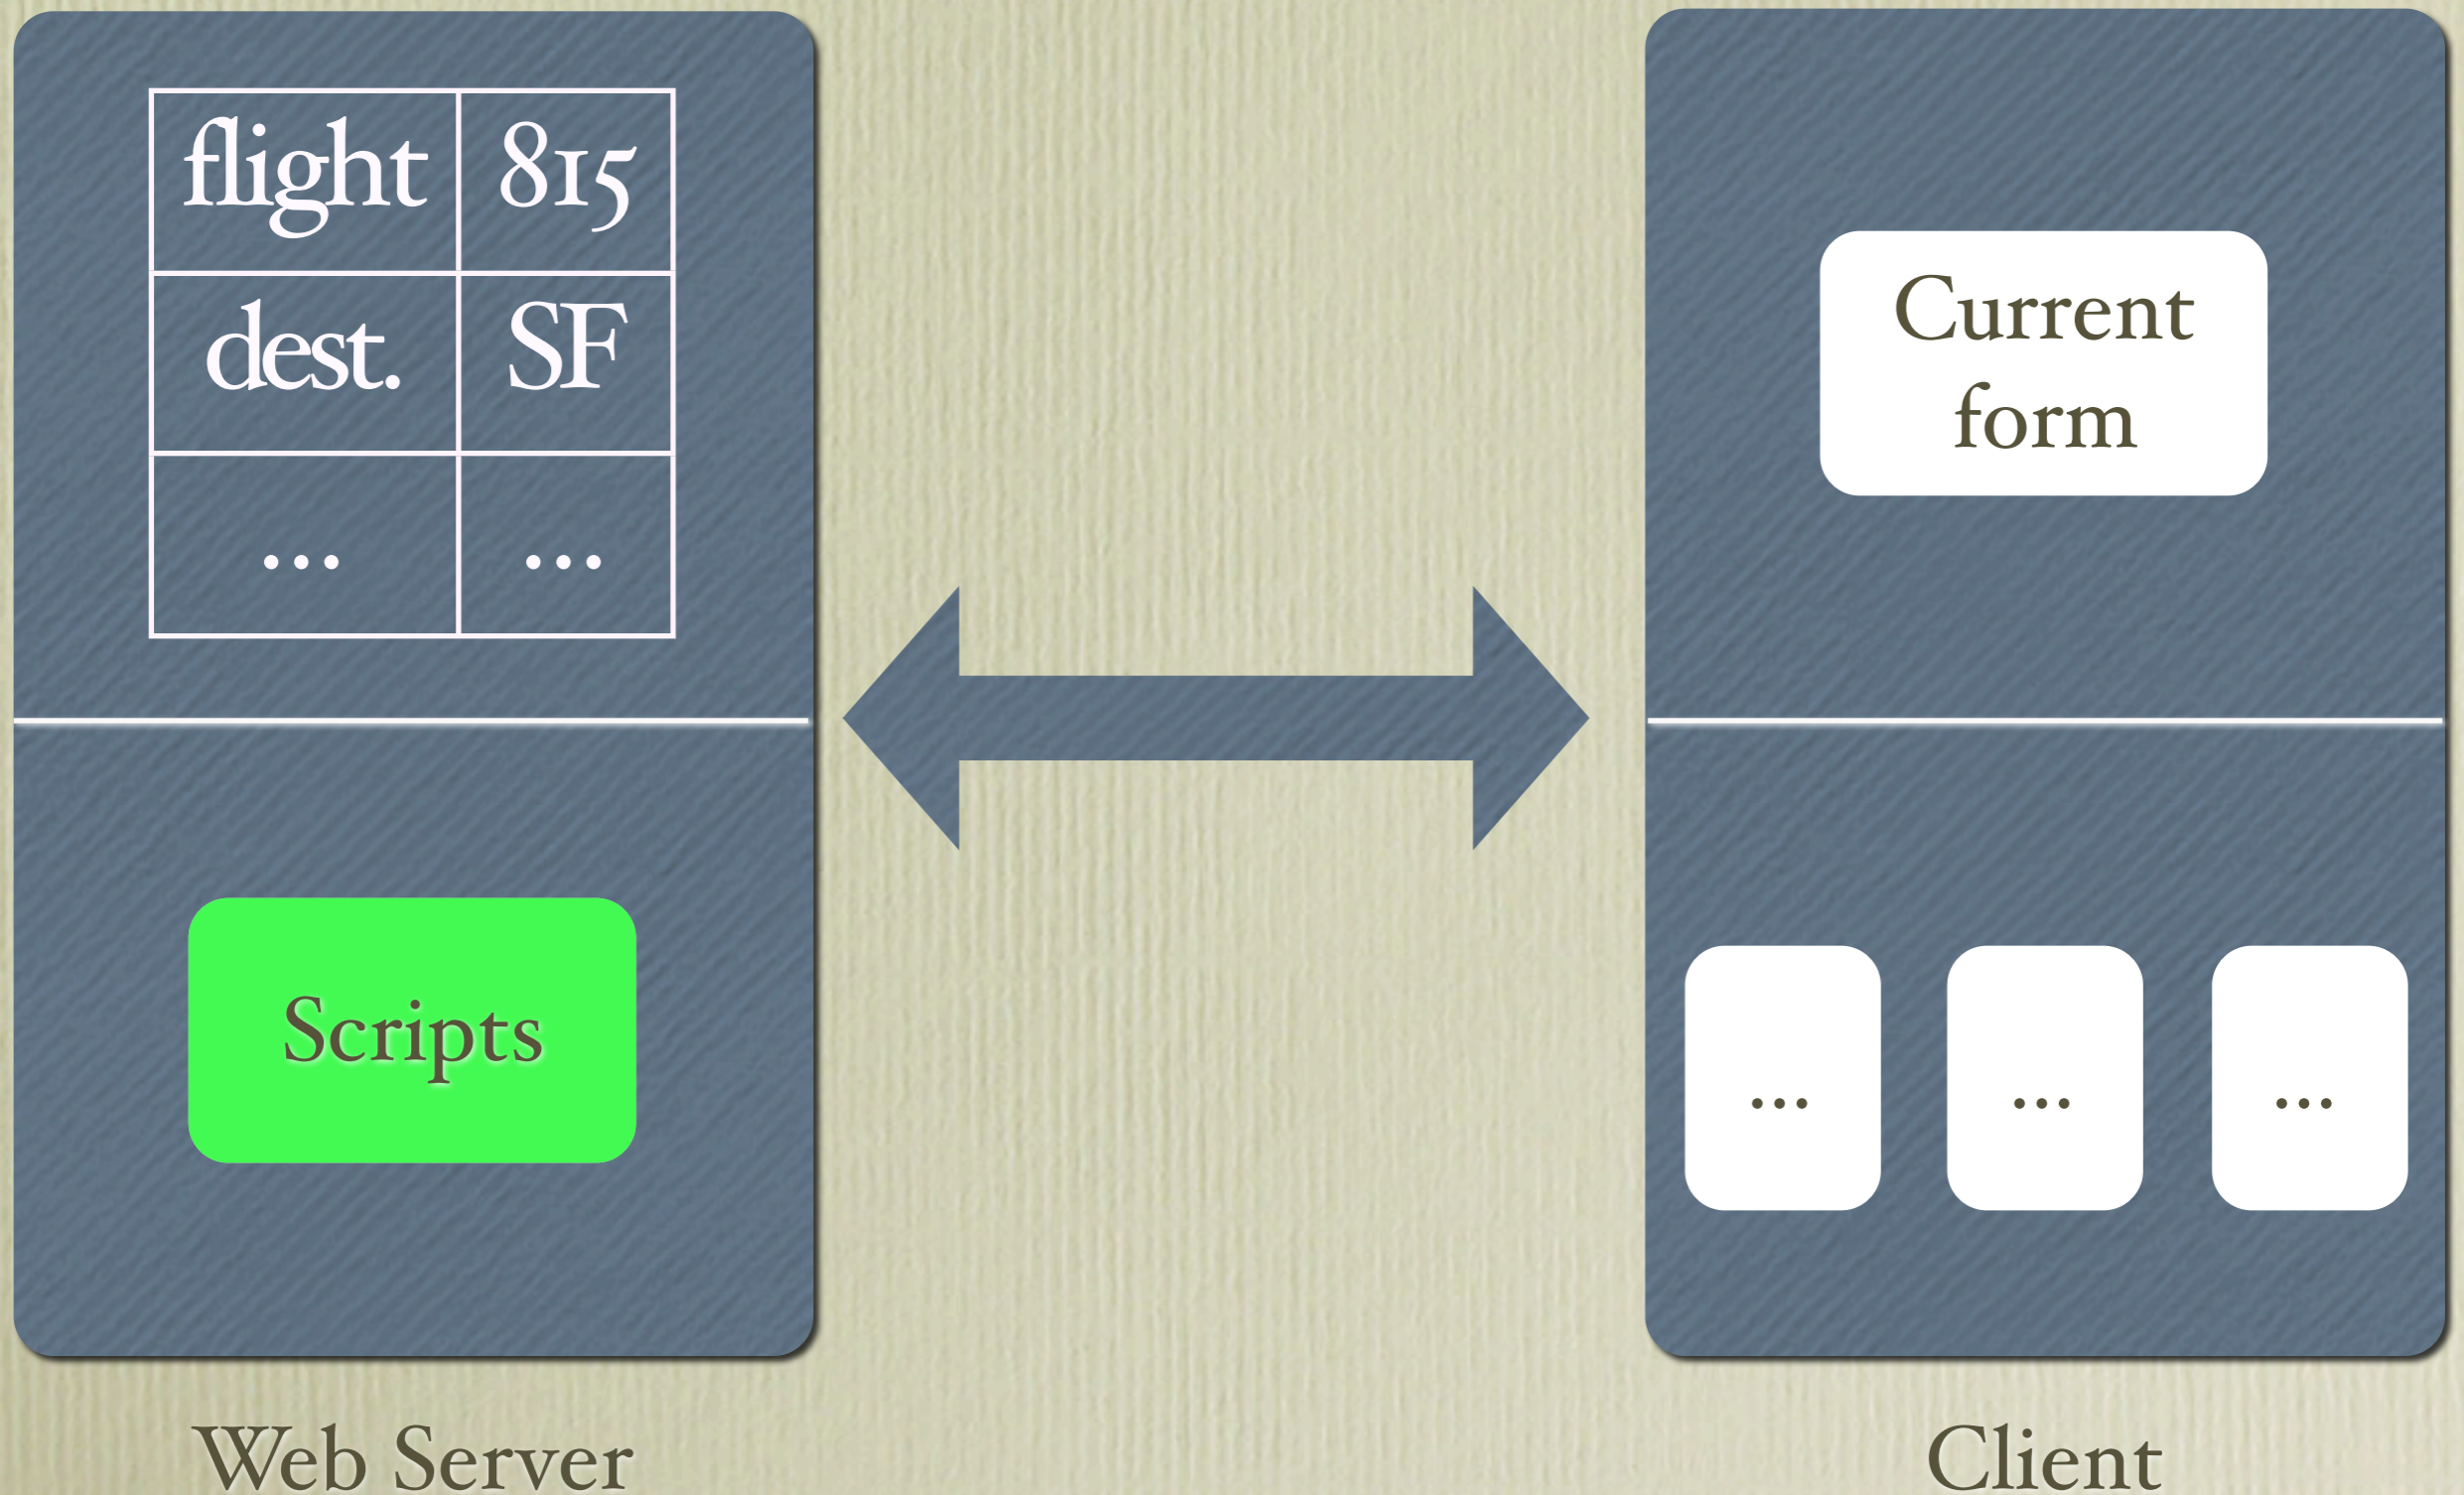 flight 815
dest. SF
... ...
Scripts
Web Server
Current
form
... ... ...
Client